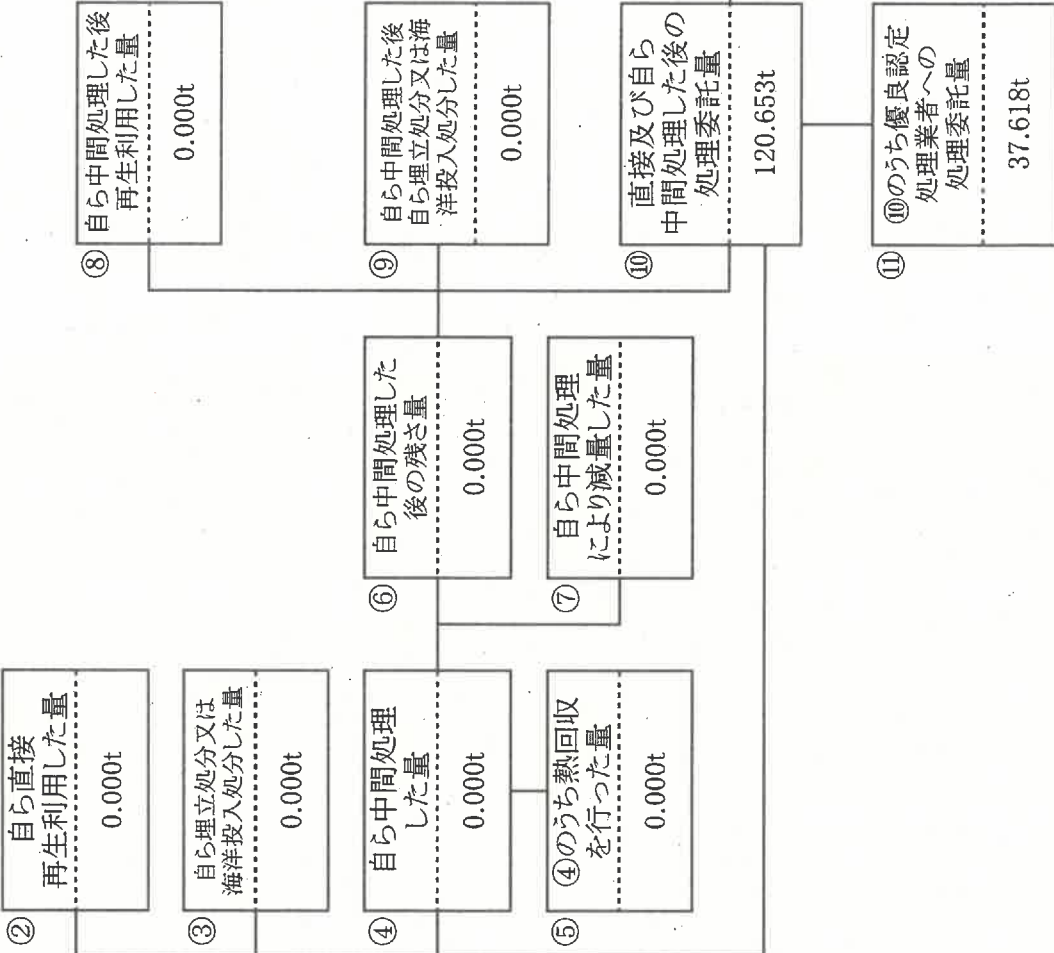 ②
自ら直接
再生利用した量
0.000t
③
自ら埋立処分又は
海洋投入処分した量
0.000t
④
自ら中間処理
した量
0.000t
⑤
④のうち熱回収
を行った量
0.000t
⑥
自ら中間処理した
後の残さ量
0.000t
⑦
自ら中間処理
により減量した量
0.000t
⑧
自ら中間処理した後
再生利用した量
0.000t
⑨
自ら中間処理した後
自ら埋立処分又は海
洋投入処分した量
0.000t
⑩
直接及び自ら
中間処理した後の
処理委託量
120.653t
⑪
⑩のうち優良認定
処理業者への
処理委託量
37.618t